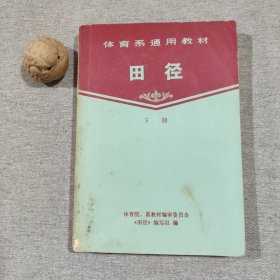 体育系通用教材
田径
下册
体育院、系教材编审委员会
《田径》编写组 编